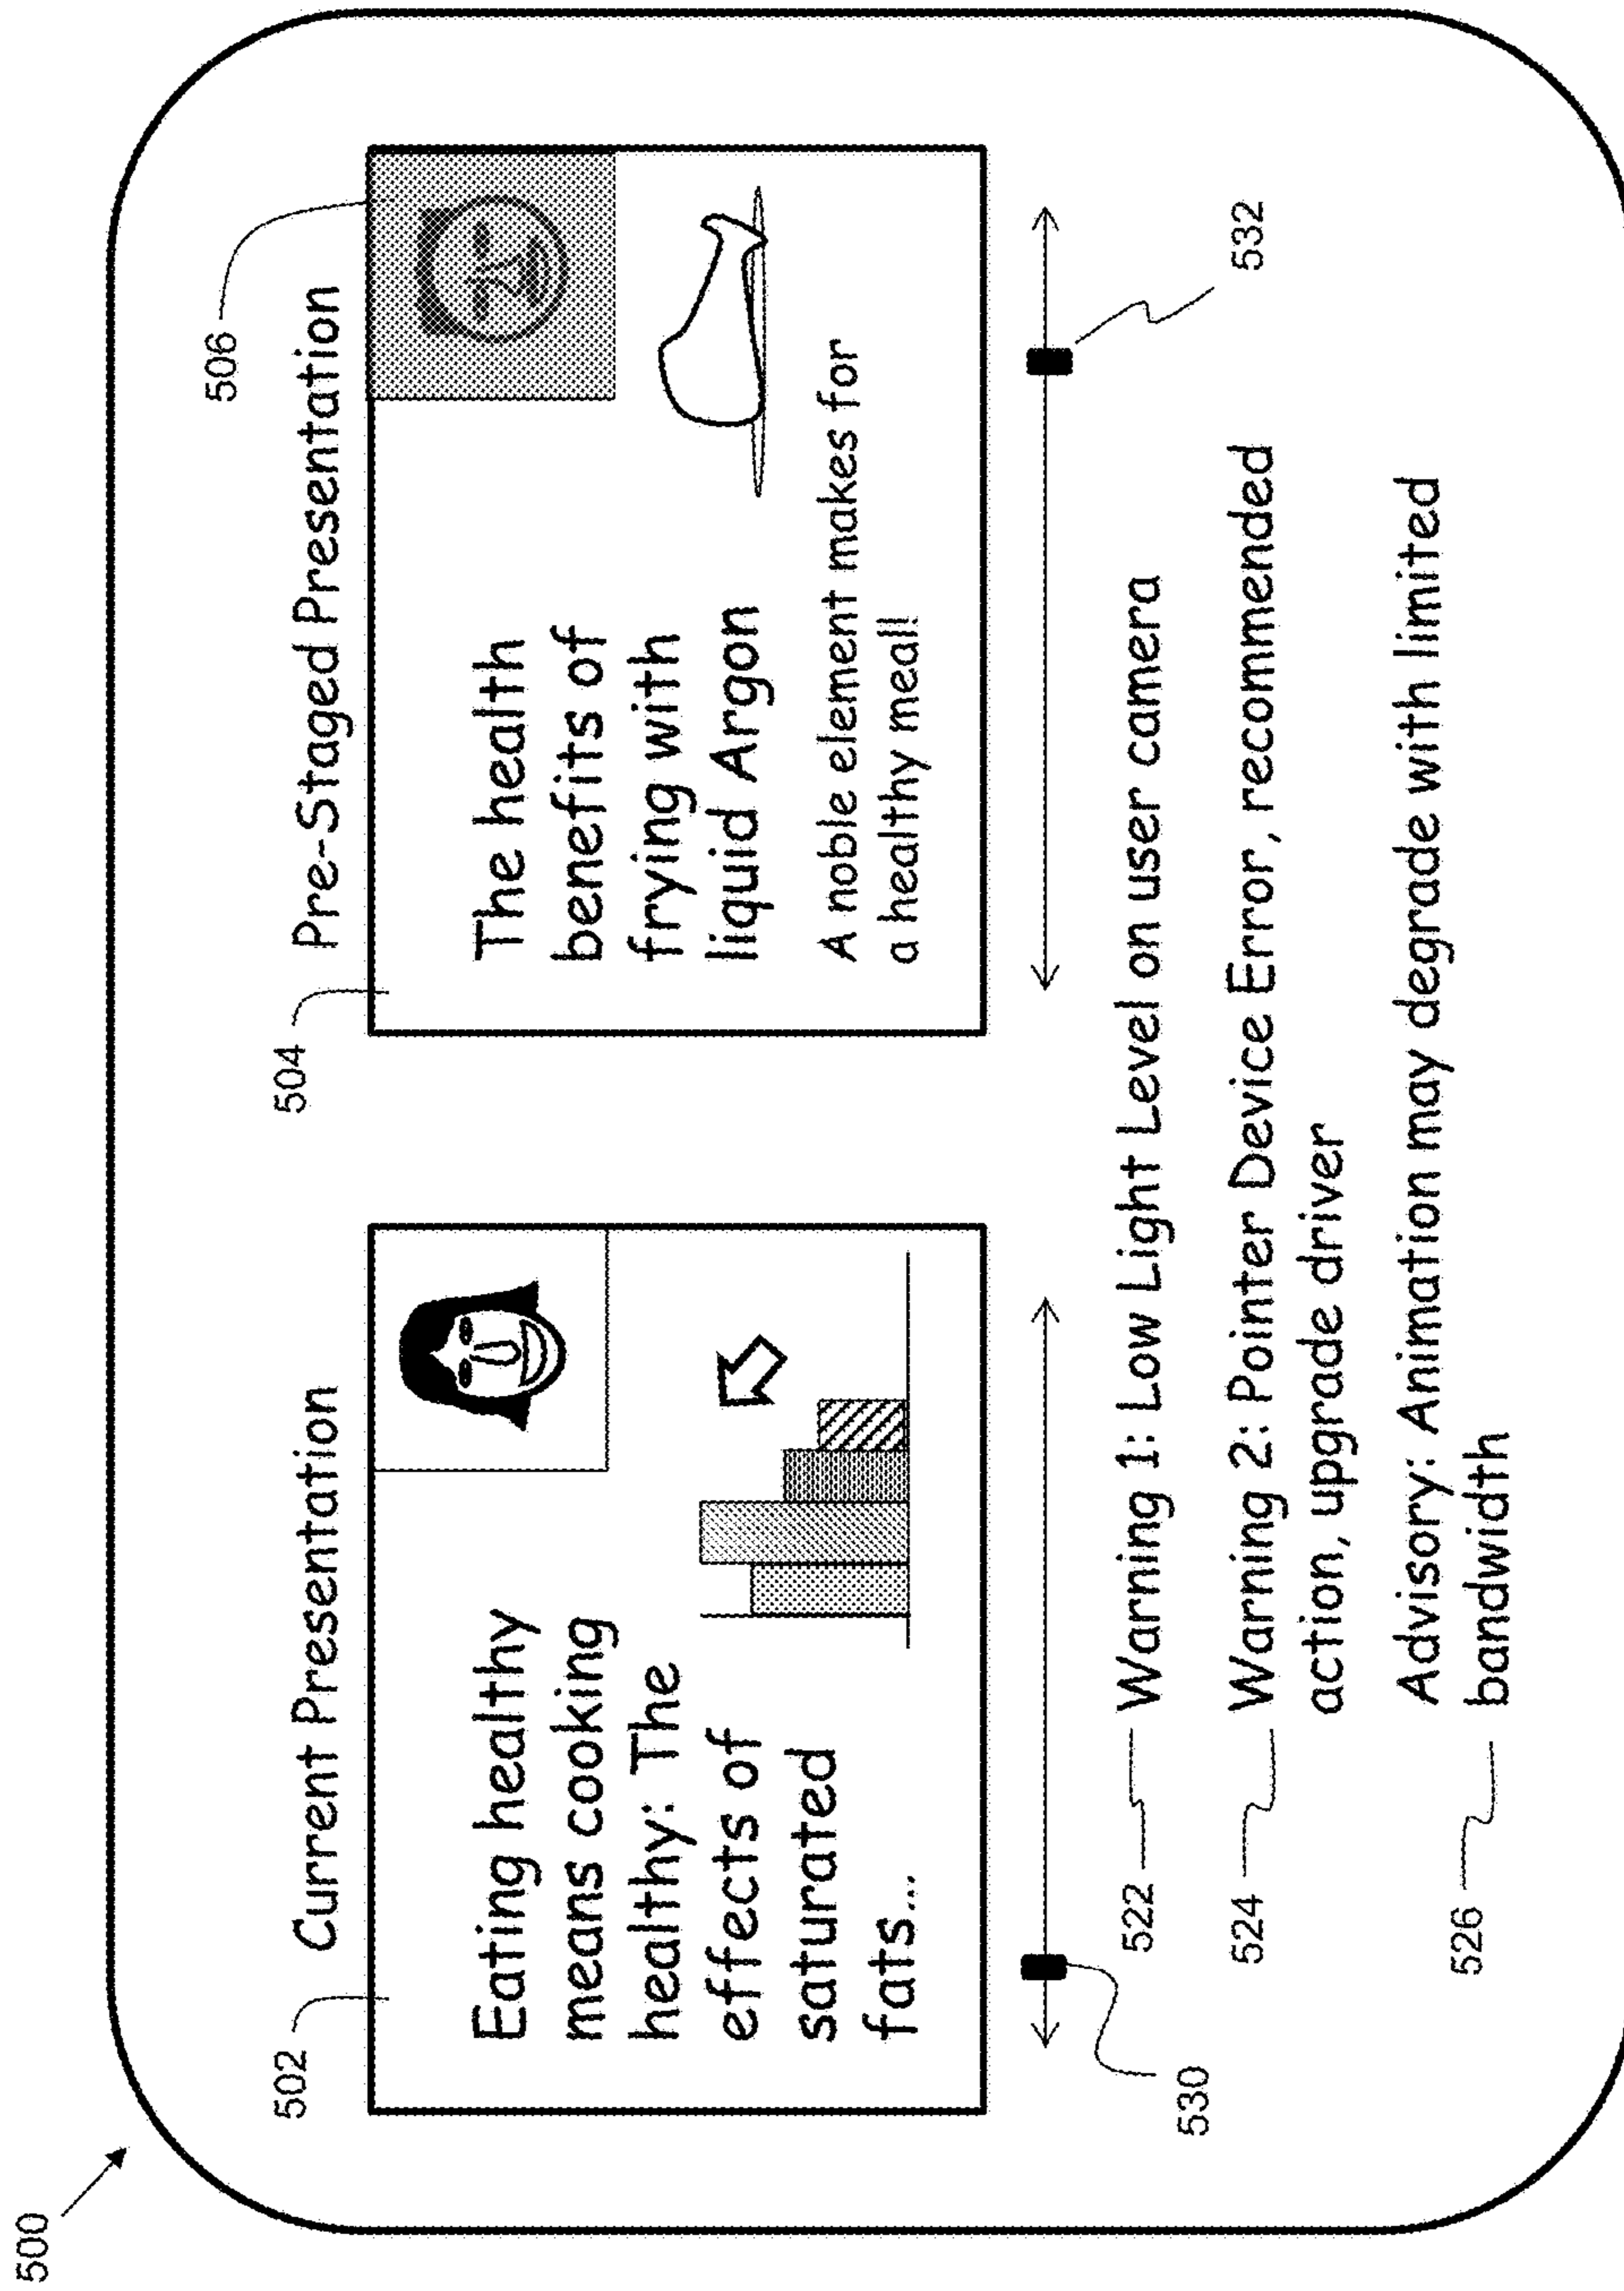 500
Current Presentation
Pre-Staged Presentation
506
502
504
Eating healthy
means cooking
healthy: The
effects of
saturated
fats...
The health
benefits of
frying with
liquid Argon
A noble element makes for
a healthy meal!
530
532
522
Warning 1: Low Light Level on user camera
524
Warning 2: Pointer Device Error, recommended
action, upgrade driver
526
Advisory: Animation may degrade with limited
bandwidth